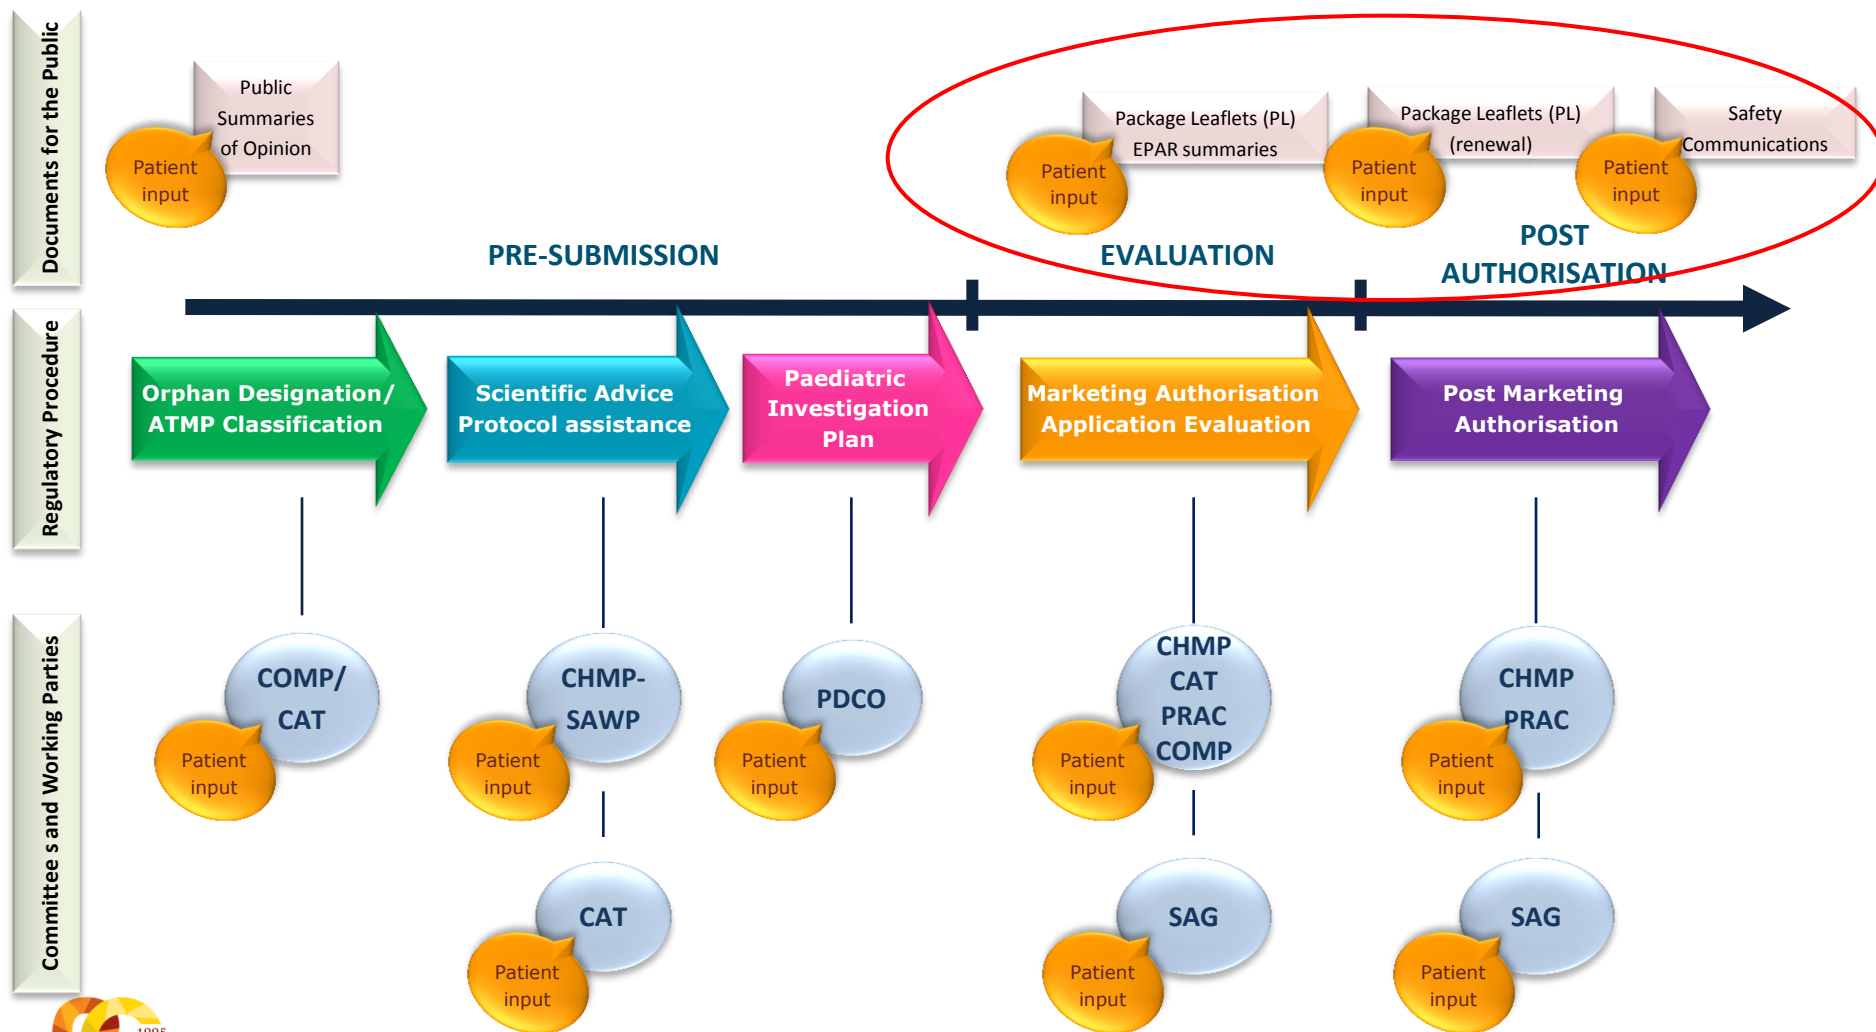 Documents for the Public
Public
Summaries
of Opinion
Patient
input
Package Leaflets (PL)
EPAR summaries
Patient
input
Package Leaflets (PL)
(renewal)
Patient
input
Safety
Communications
Patient
input
PRE-SUBMISSION
EVALUATION
POST
AUTHORISATION
Regulatory Procedure
Orphan Designation/
ATMP Classification
Scientific Advice
Protocol assistance
Paediatric
Investigation
Plan
Marketing Authorisation
Application Evaluation
Post Marketing
Authorisation
Committee s and Working Parties
COMP/
CAT
Patient
input
CHMP-
SAWP
Patient
input
PDCO
Patient
input
CHMP
CAT
PRAC
COMP
Patient
input
CHMP
PRAC
Patient
input
CAT
Patient
input
SAG
Patient
input
SAG
Patient
input
1995